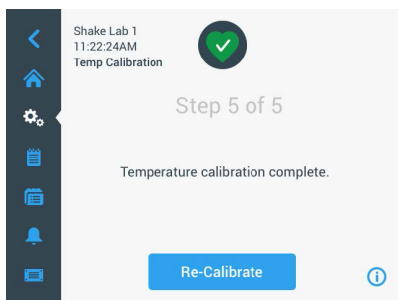 Shake Lab 1
11:22:24AM
Temp Calibration
Step 5 of 5
Temperature calibration complete.
Re-Calibrate